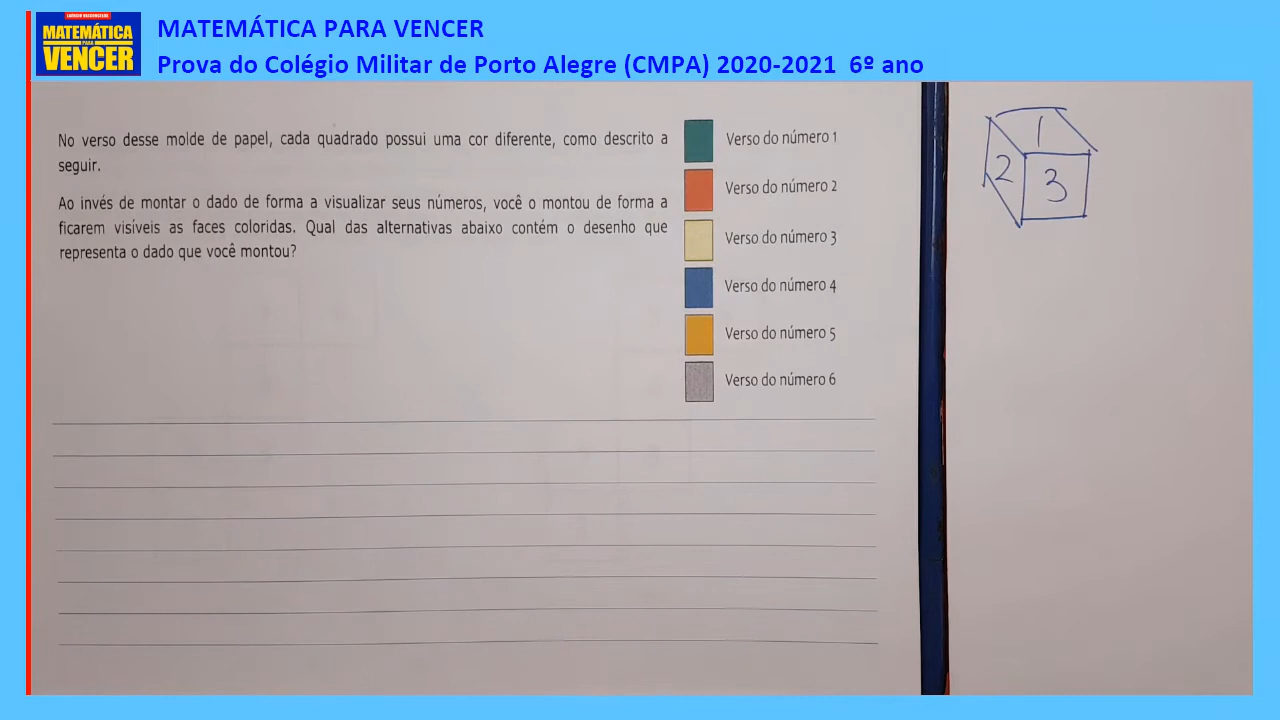 LAÉRCIO VASCONCELOS
MATEMÁTICA
PARA
VENCER
MATEMÁTICA PARA VENCER
Prova do Colégio Militar de Porto Alegre (CMPA) 2020-2021 6º ano
No verso desse molde de papel, cada quadrado possui uma cor diferente, como descrito a
seguir.
Ao invés de montar o dado de forma a visualizar seus números, você o montou de forma a
ficarem visíveis as faces coloridas. Qual das alternativas abaixo contém o desenho que
representa o dado que você montou?
Verso do número 1
Verso do número 2
Verso do número 3
Verso do número 4
Verso do número 5
Verso do número 6
1
2
3